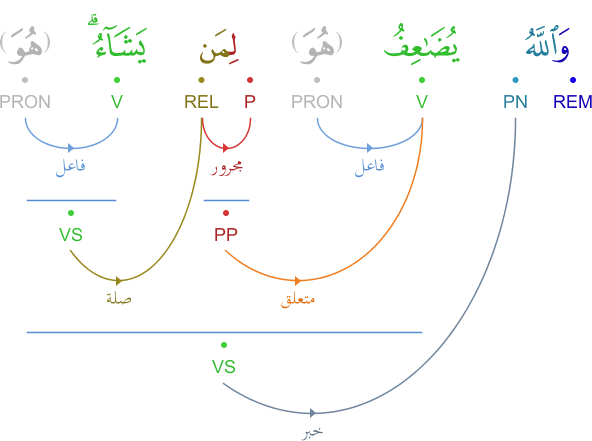 وَٱللَّهُ يُضَـٰعِفُ (هُوَ) لِمَن يَشَآءُ ۗ (هُوَ)
REM PN V PRON P REL V PRON
فاعل مجرور فاعل
PP VS
متعلق صلة
VS
خبر